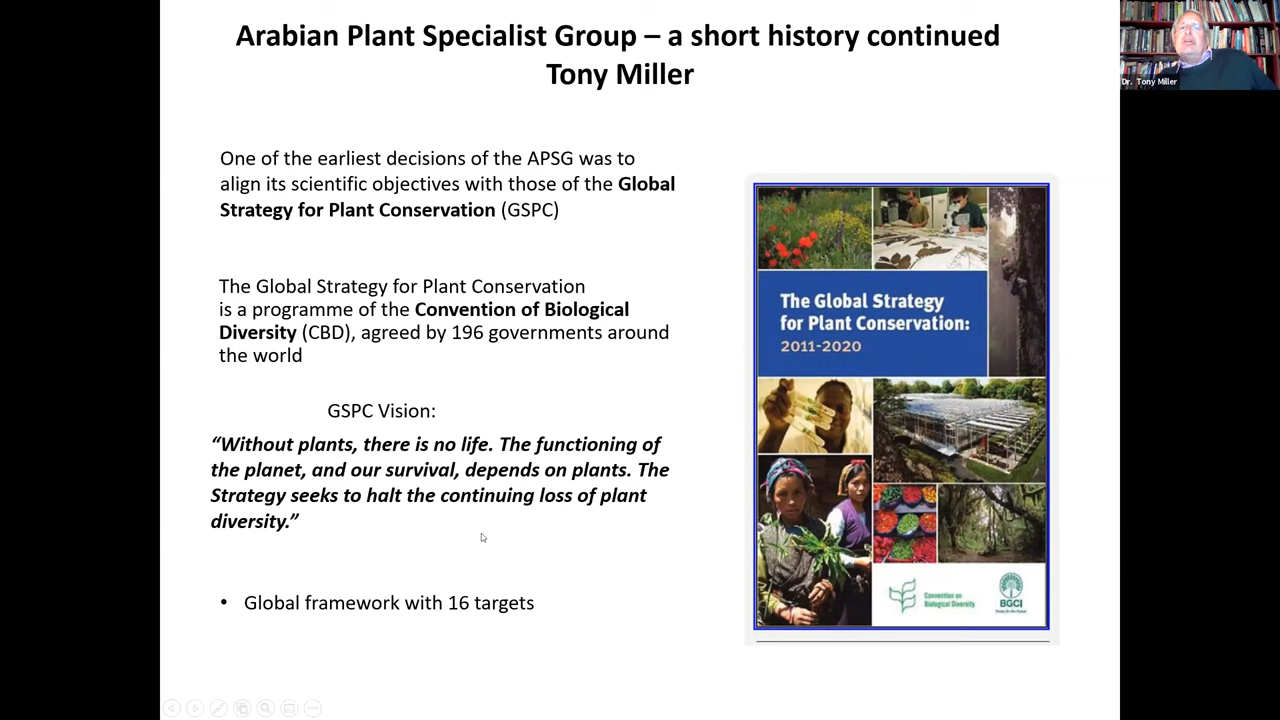 Arabian Plant Specialist Group – a short history continued
Tony Miller
Dr. Tony Miller
One of the earliest decisions of the APSG was to
align its scientific objectives with those of the Global
Strategy for Plant Conservation (GSPC)
The Global Strategy for Plant Conservation
is a programme of the Convention of Biological
Diversity (CBD), agreed by 196 governments around
the world
GSPC Vision:
“Without plants, there is no life. The functioning of
the planet, and our survival, depends on plants. The
Strategy seeks to halt the continuing loss of plant
diversity.”
• Global framework with 16 targets
The Global Strategy
for Plant Conservation:
2011-2020
Convention on
Biological Diversity
BGCI